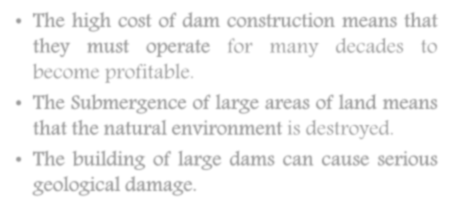 • The high cost of dam construction means that
they must operate for many decades to
become profitable.
• The Submergence of large areas of land means
that the natural environment is destroyed.
• The building of large dams can cause serious
geological damage.